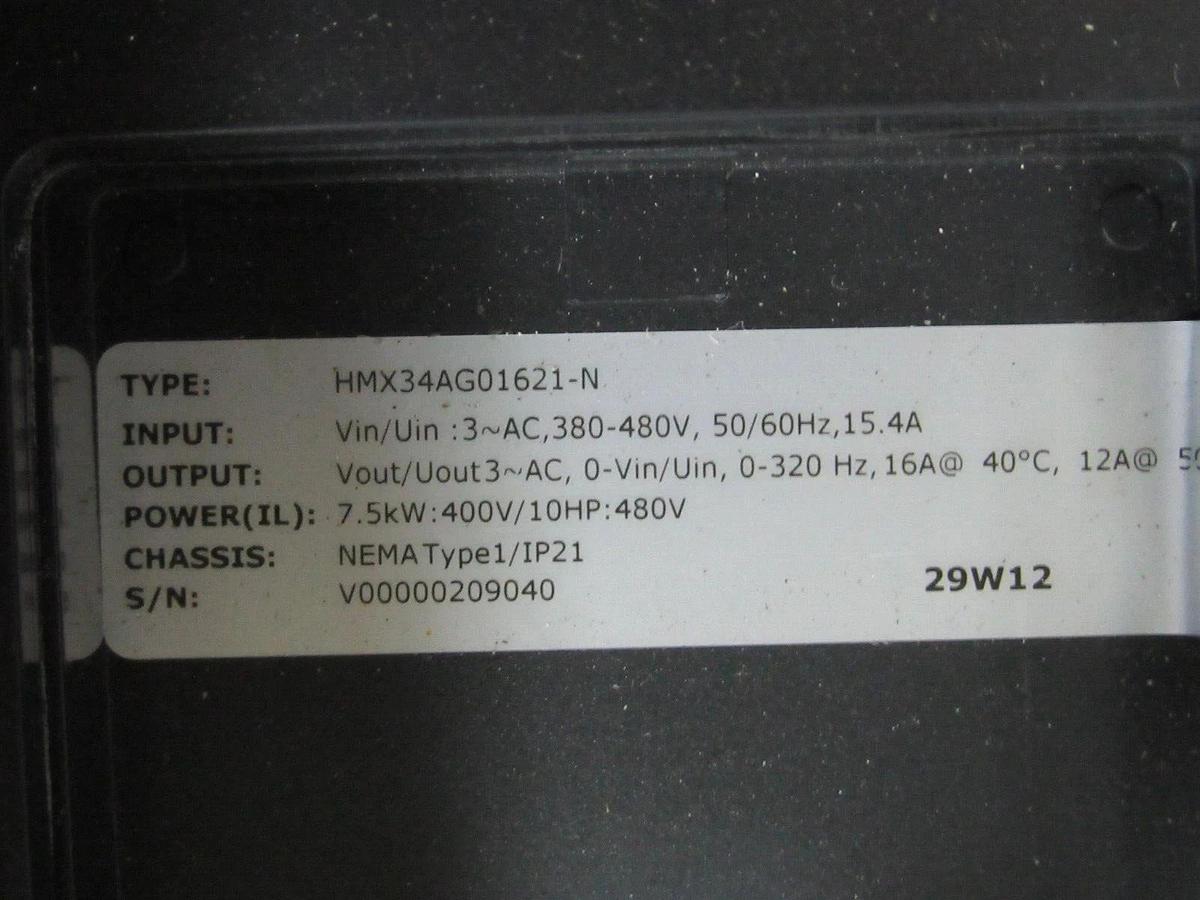 TYPE: HMX34AG01621-N
INPUT: Vin/Uin :3~AC,380-480V, 50/60Hz,15.4A
OUTPUT: Vout/Uout3~AC, 0-Vin/Uin, 0-320 Hz,16A@ 40°C, 12A@
POWER(IL): 7.5kW:400V/10HP:480V
CHASSIS: NEMA Type1/IP21
S/N: V00000209040
29W12